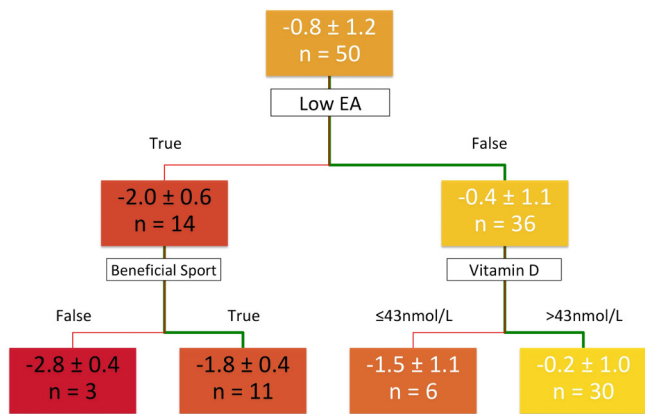 -0.8 ± 1.2
n = 50
Low EA
True
False
-2.0 ± 0.6
n = 14
-0.4 ± 1.1
n = 36
Beneficial Sport
Vitamin D
False
True
≤43nmol/L
>43nmol/L
-2.8 ± 0.4
n = 3
-1.8 ± 0.4
n = 11
-1.5 ± 1.1
n = 6
-0.2 ± 1.0
n = 30